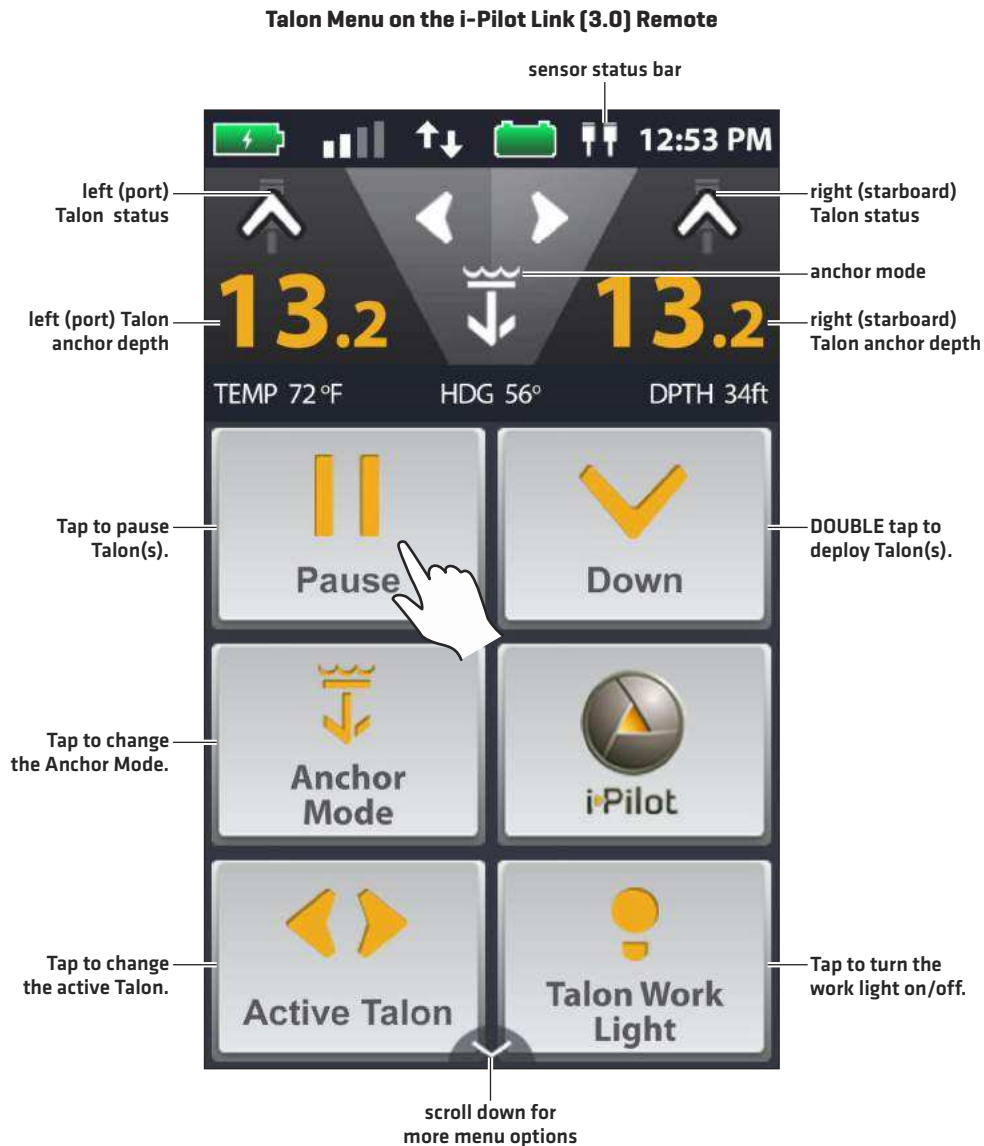 Talon Menu on the i-Pilot Link (3.0) Remote
sensor status bar
12:53 PM
left (port)
Talon status
right (starboard)
Talon status
anchor mode
13.2
13.2
left (port) Talon
anchor depth
right (starboard)
Talon anchor depth
TEMP 72 ºF
HDG 56º
DPTH 34ft
Tap to pause
Talon(s).
Pause
Down
DOUBLE tap to
deploy Talon(s).
Tap to change
the Anchor Mode.
Anchor
Mode
i-Pilot
Tap to change
the active Talon.
Active Talon
Talon Work
Light
Tap to turn the
work light on/off.
scroll down for
more menu options